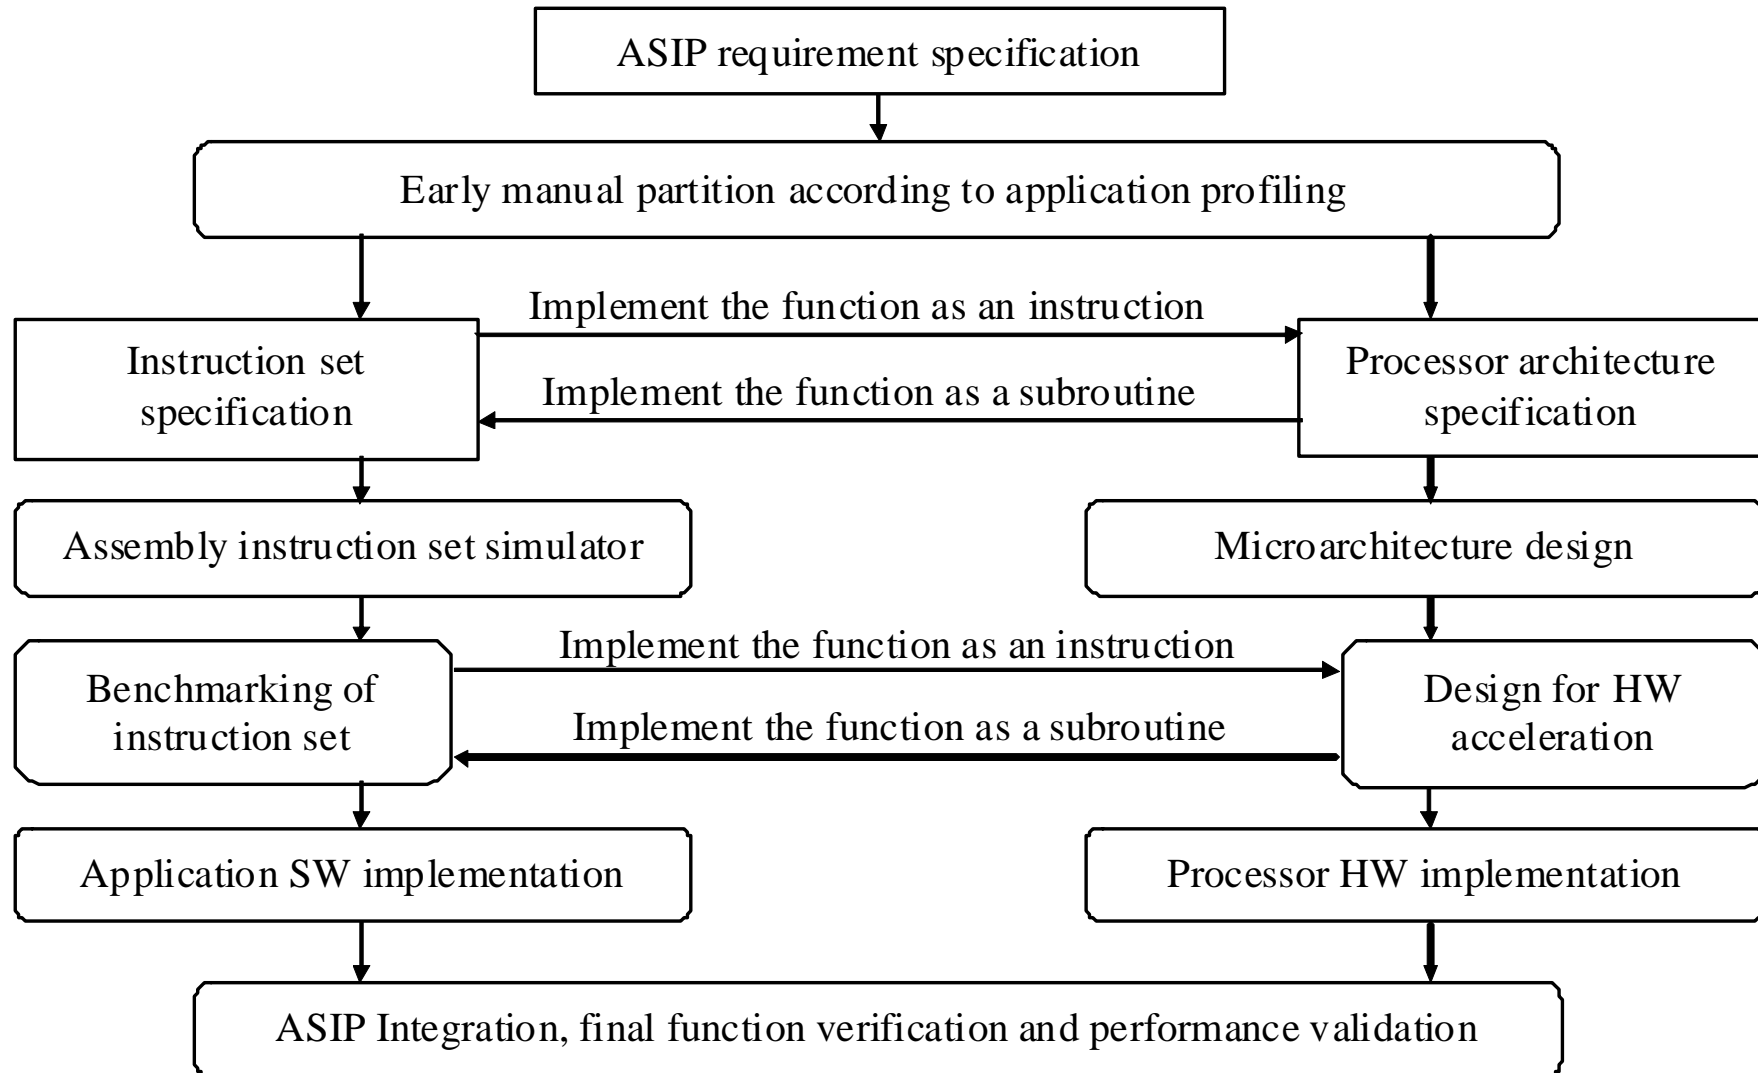 ASIP requirement specification
Early manual partition according to application profiling
Implement the function as an instruction
Instruction set
specification
Implement the function as a subroutine
Processor architecture
specification
Assembly instruction set simulator
Microarchitecture design
Implement the function as an instruction
Benchmarking of
instruction set
Implement the function as a subroutine
Design for HW
acceleration
Application SW implementation
Processor HW implementation
ASIP Integration, final function verification and performance validation